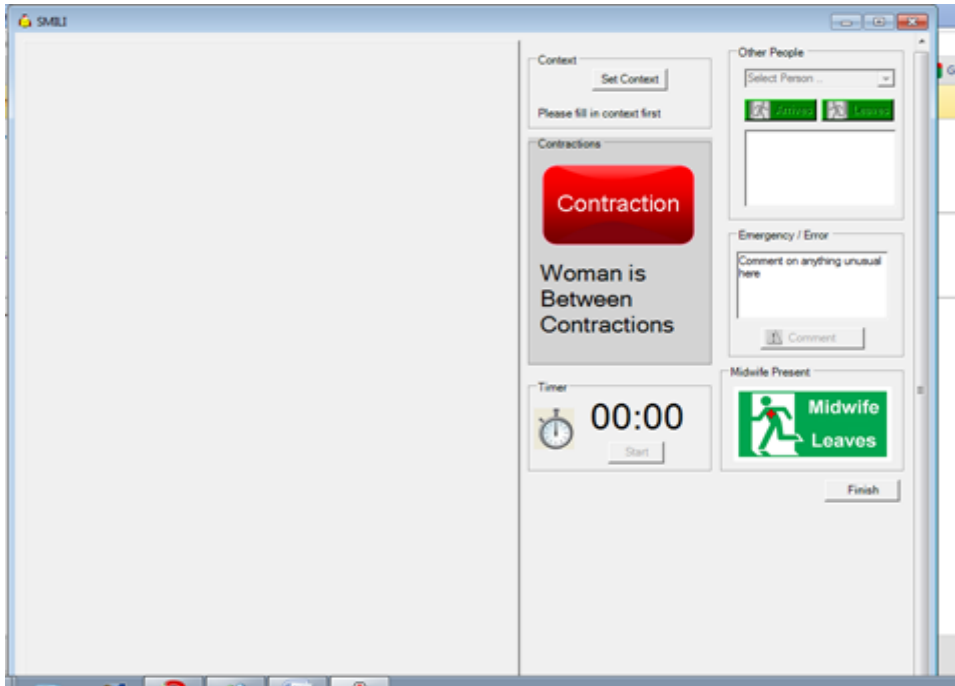 SMILI
Context
Set Context
Please fill in context first
Contractions
Contraction
Woman is
Between
Contractions
Timer
00:00
Start
Other People
Select Person ..
Arrives
Leaves
Emergency / Error
Comment on anything unusual
here
Comment
Midwife Present
Midwife
Leaves
Finish
G